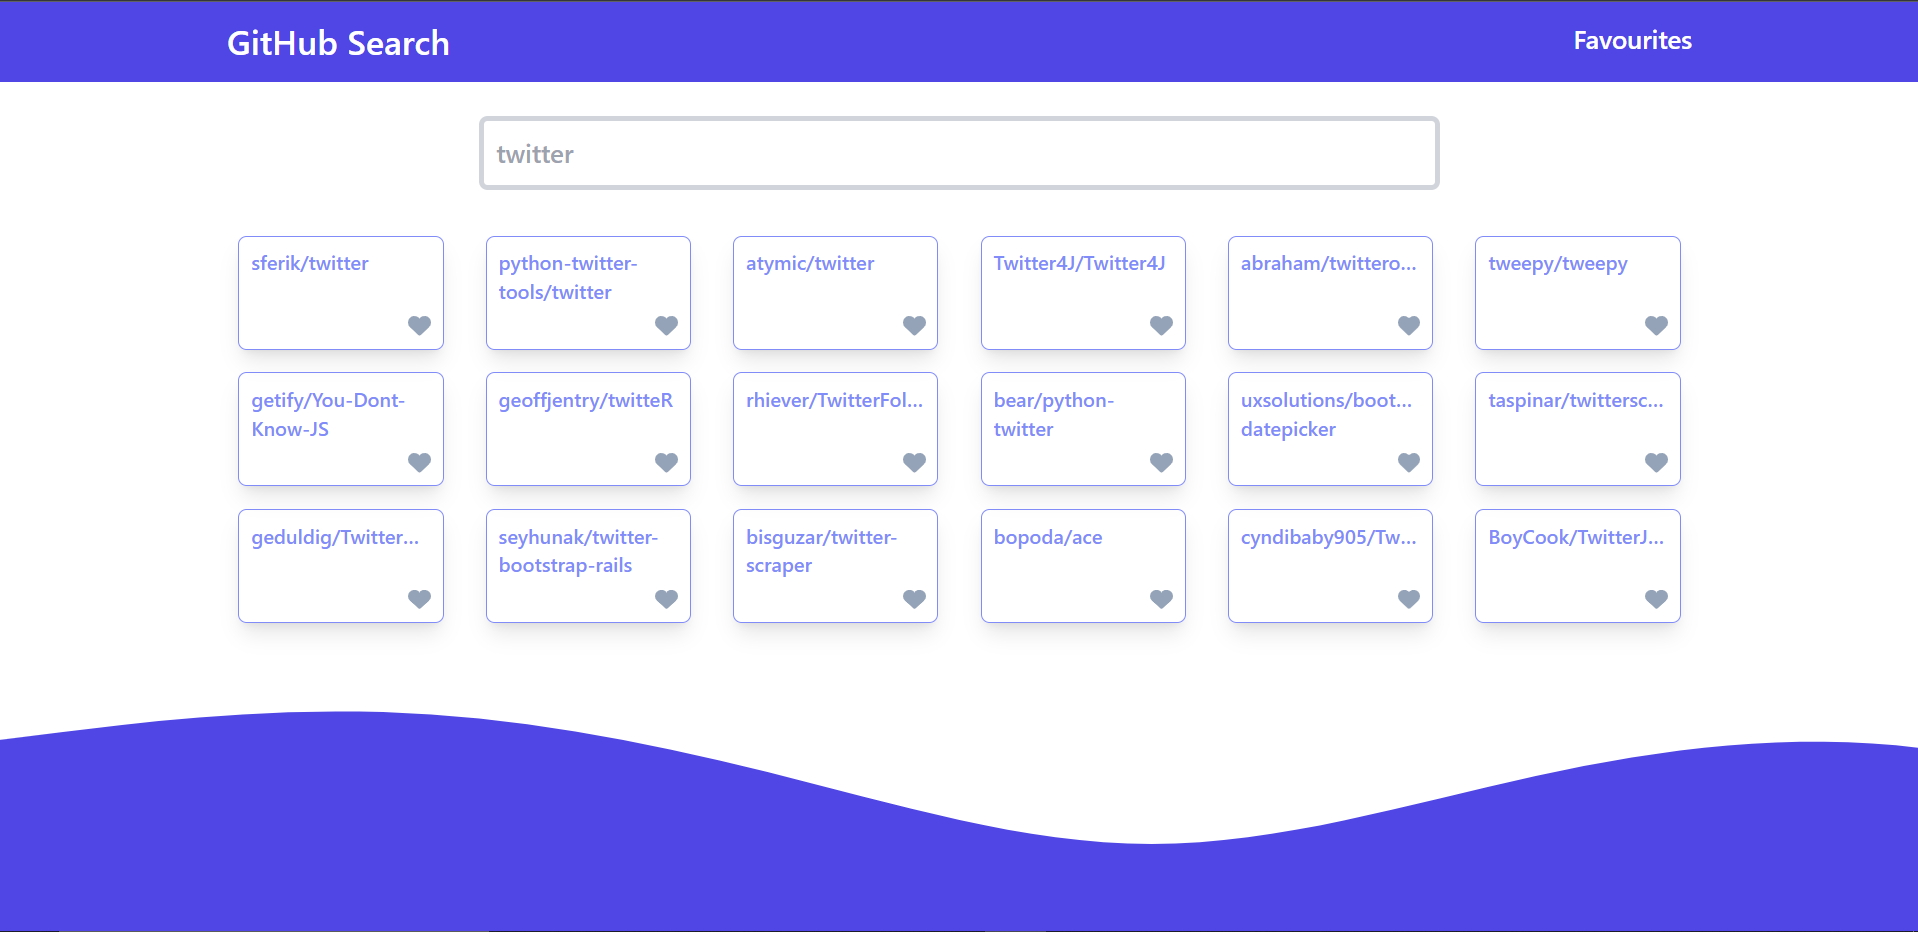 GitHub Search
Favourites
twitter
sferik/twitter
python-twitter-
tools/twitter
atymic/twitter
Twitter4J/Twitter4J
abraham/twittero...
tweepy/tweepy
getify/You-Dont-
Know-JS
geoffjentry/twitteR
rhiever/TwitterFol...
bear/python-
twitter
uxsolutions/boot...
datepicker
taspinar/twittersc...
geduldig/Twitter...
seyhunak/twitter-
bootstrap-rails
bisguzar/twitter-
scraper
bopoda/ace
cyndibaby905/Tw...
BoyCook/TwitterJ...